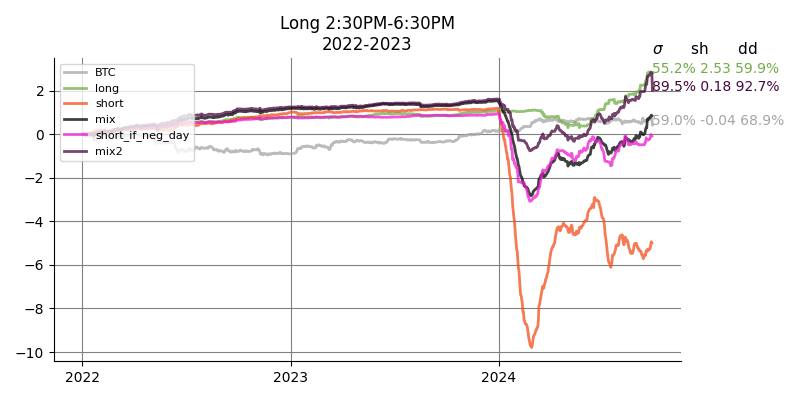 Long 2:30PM-6:30PM
2022-2023
σ sh dd
55.2% 2.53 59.9%
89.5% 0.18 92.7%
59.0% -0.04 68.9%
BTC
long
short
mix
short_if_neg_day
mix2
2
0
−2
−4
−6
−8
−10
2022 2023 2024